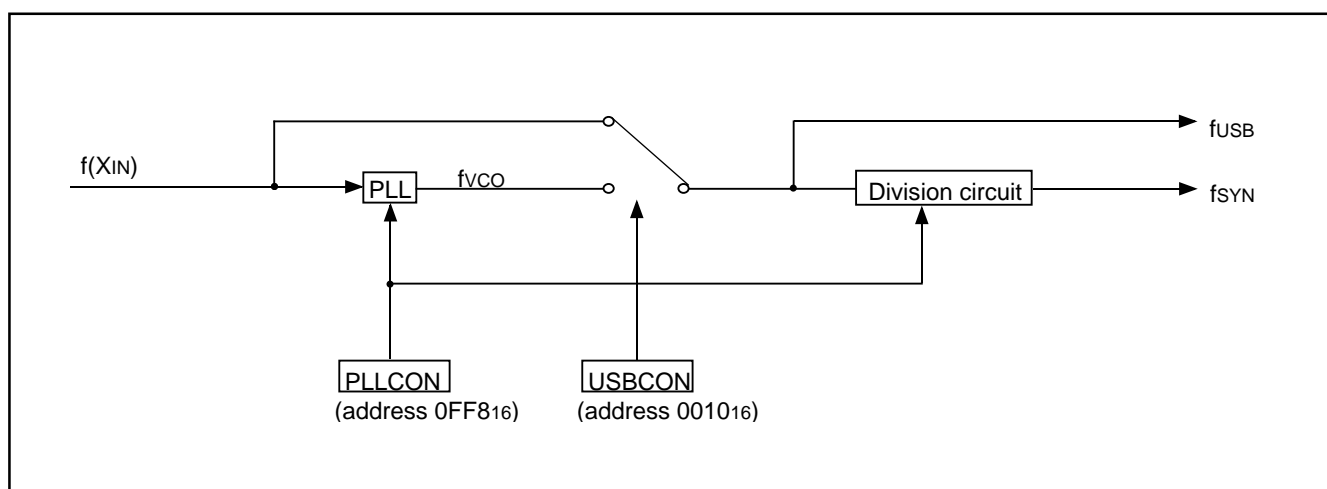 fUSB
f(XIN)
PLL
fVCO
Division circuit
fSYN
PLLCON
(address 0FF816)
USBCON
(address 001016)